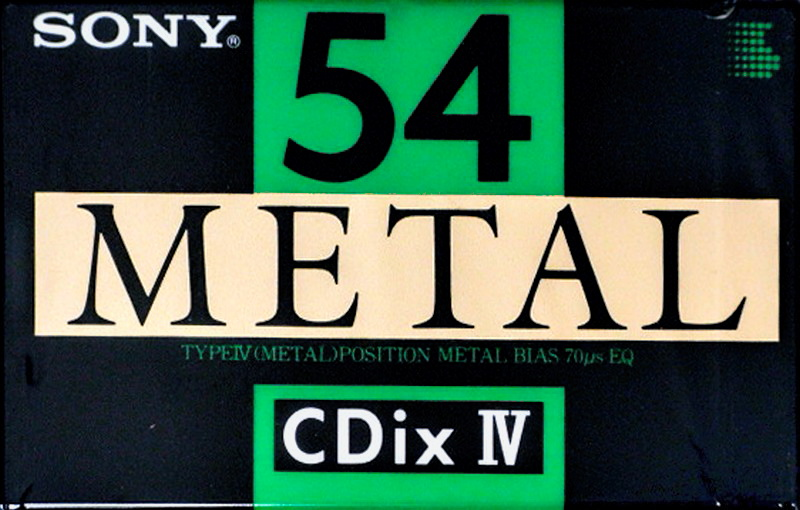 SONY®
54
METAL
TYPEIV(METAL)POSITION METAL BIAS 70μs EQ
CDix IV